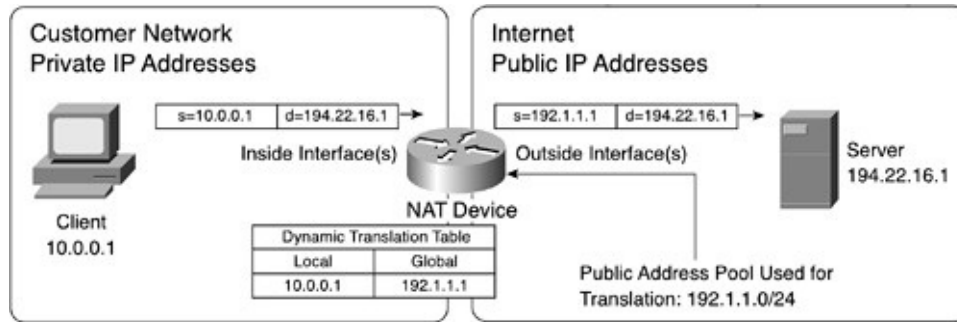 Customer Network
Private IP Addresses
Internet
Public IP Addresses
s=10.0.0.1 d=194.22.16.1
s=192.1.1.1 d=194.22.16.1
Inside Interface(s)
Outside Interface(s)
Server
194.22.16.1
Client
10.0.0.1
NAT Device
Dynamic Translation Table
Local Global
10.0.0.1 192.1.1.1
Public Address Pool Used for
Translation: 192.1.1.0/24